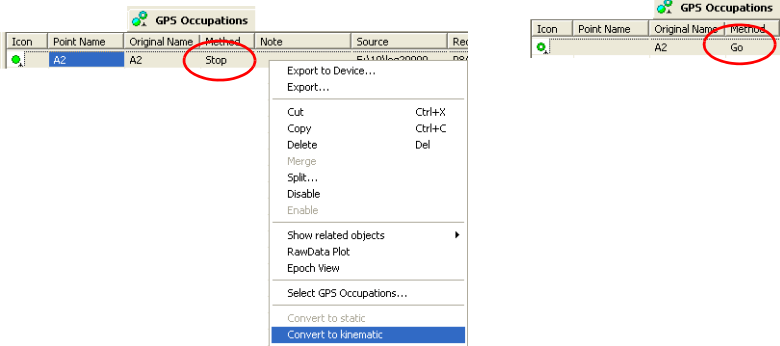 GPS Occupations
Icon Point Name Original Name Method Note Source
A2 A2 Stop
Export to Device...
Export...
Cut Ctrl+X
Copy Ctrl+C
Delete Del
Merge
Split...
Disable
Enable
Show related objects
RawData Plot
Epoch View
Select GPS Occupations...
Convert to static
Convert to kinematic
GPS Occupations
Icon Point Name Original Name Method
A2 Go